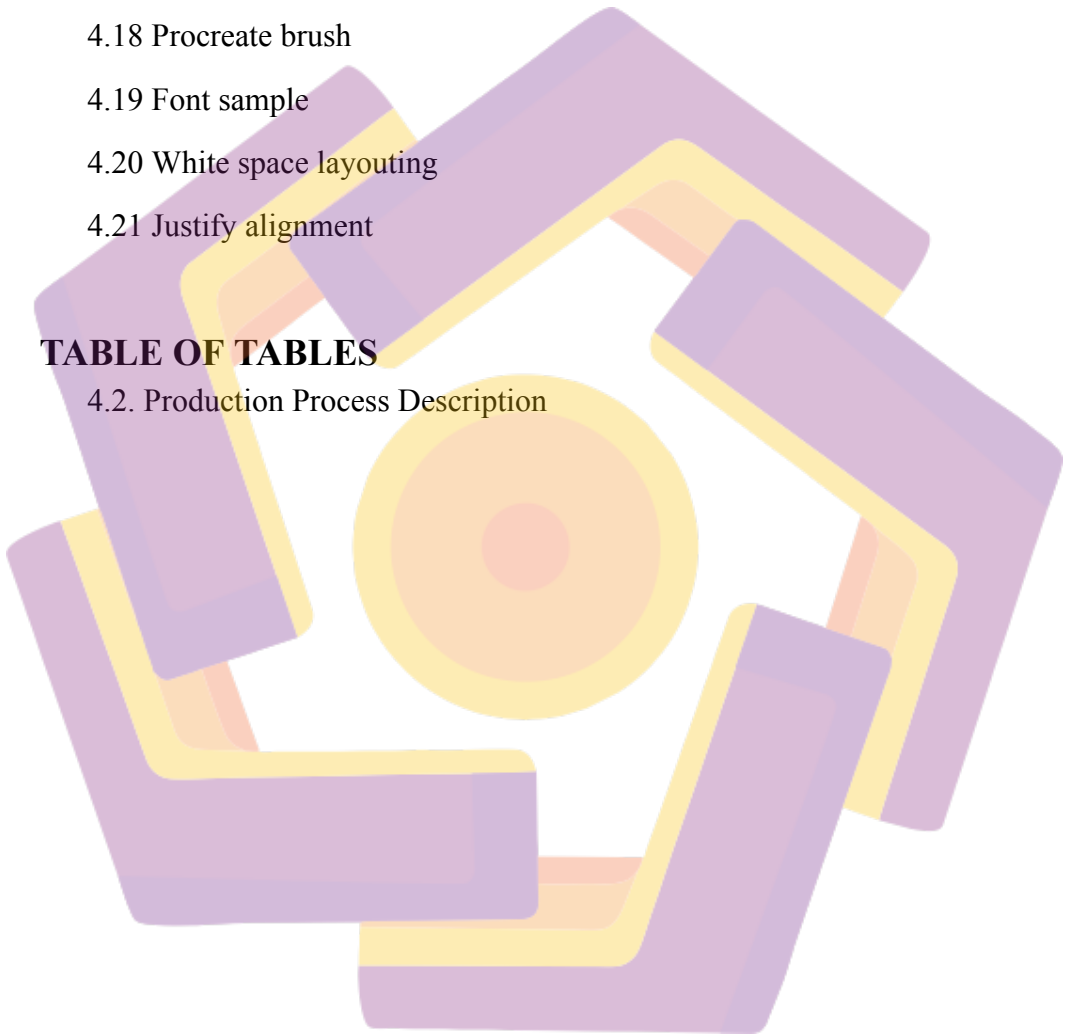 4.18 Procreate brush
4.19 Font sample
4.20 White space layouting
4.21 Justify alignment
TABLE OF TABLES
4.2. Production Process Description